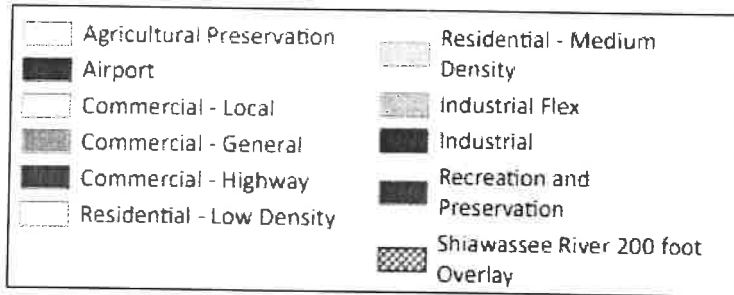 Agricultural Preservation
Airport
Commercial - Local
Commercial - General
Commercial - Highway
Residential - Low Density
Residential - Medium
Density
Industrial Flex
Industrial
Recreation and
Preservation
Shiawassee River 200 foot
Overlay